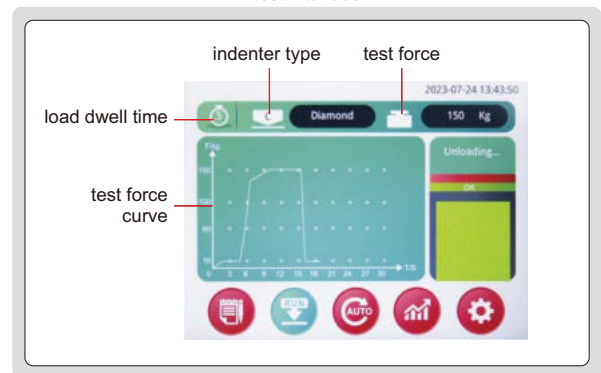 indenter type
test force
2023-07-24 13:43:50
load dwell time
5
C
Diamond
150 Kg
F/Kg
Unloading...
150
OK
test force
curve
100
60
10
0 3 6 9 12 15 18 21 24 27 30 T/S
RUN
AUTO